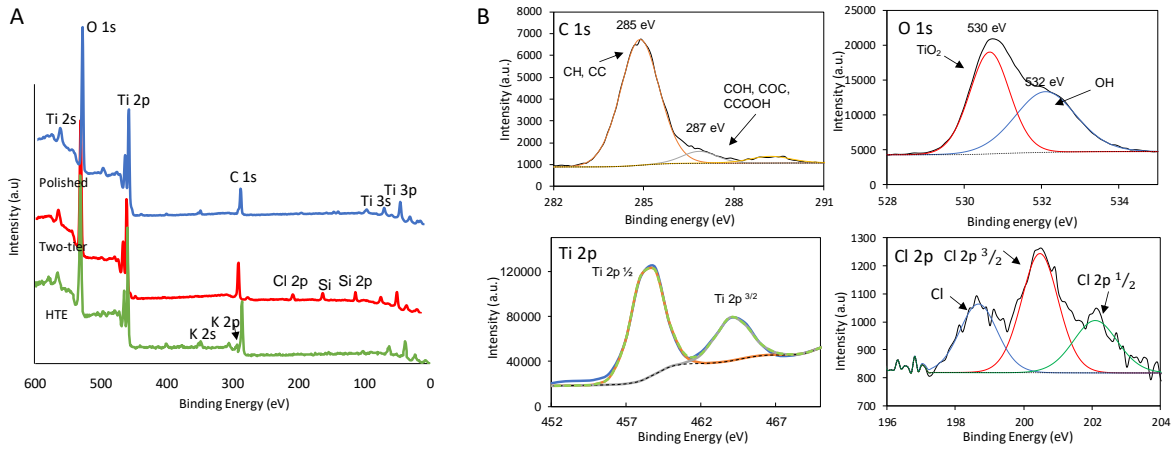 A
O 1s
Ti 2p
Ti 2s
Polished
C 1s
Ti 3s
Ti 3p
Two-tier
Cl 2p
Si
Si 2p
HTE
K 2s
K 2p
Intensity (a.u)
600 500 400 300 200 100 0
Binding Energy (eV)
B
C 1s
285 eV
CH, CC
COH, COC,
CCOOH
287 eV
Intensity (a.u.)
8000
7000
6000
5000
4000
3000
2000
1000
0
282 285 288 291
Binding energy (eV)
O 1s
530 eV
TiO2
532 eV
OH
Intensity (a.u.)
25000
20000
15000
10000
5000
0
528 530 532 534
Binding Energy (eV)
Ti 2p
Ti 2p ½
Ti 2p 3/2
Intensity (a.u.)
120000
80000
40000
0
452 457 462 467
Binding Energy (eV)
Cl 2p
Cl 2p 3/2
Cl
Cl 2p 1/2
Intensity (a.u.)
1300
1200
1100
1000
900
800
700
196 198 200 202 204
Binding Energy (eV)